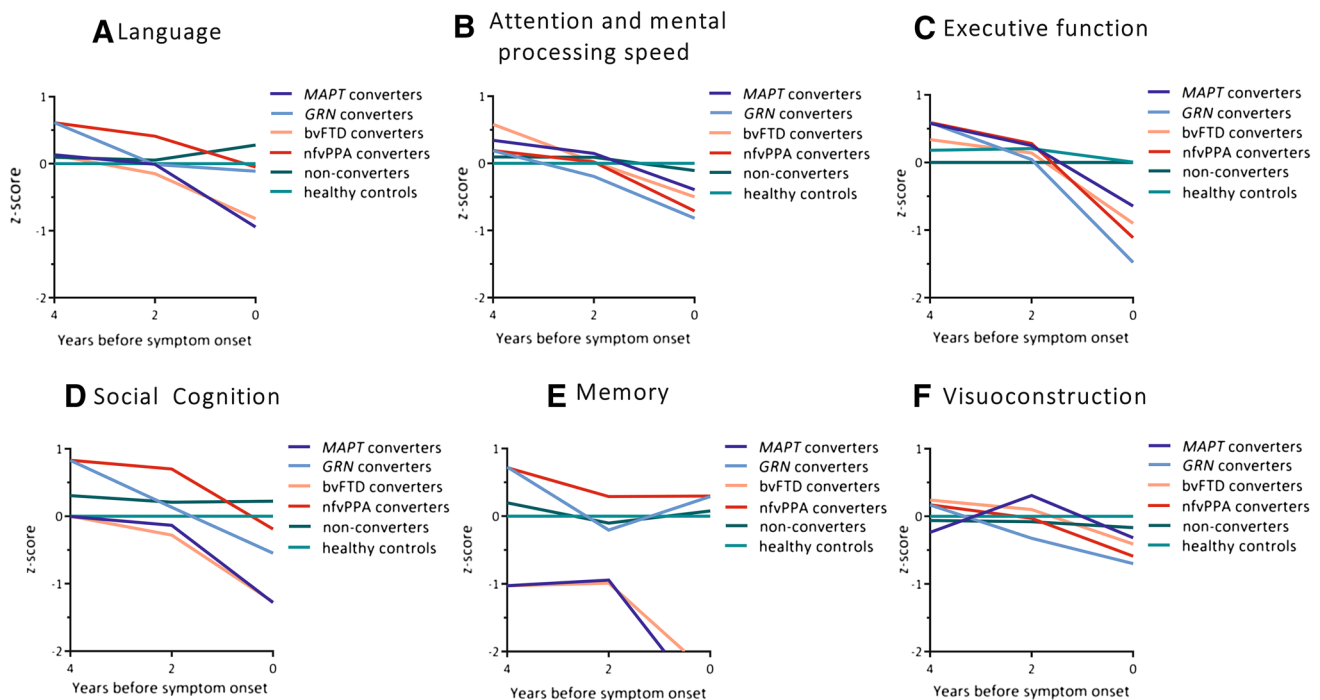 A Language
1
0
-1
-2
z-score
4
2
0
Years before symptom onset
MAPT converters
GRN converters
bvFTD converters
nfvPPA converters
non-converters
healthy controls
B Attention and mental
processing speed
1
0
-1
-2
z-score
4
2
0
Years before symptom onset
MAPT converters
GRN converters
bvFTD converters
nfvPPA converters
non-converters
healthy controls
C Executive function
1
0
-1
-2
z-score
4
2
0
Years before symptom onset
MAPT converters
GRN converters
bvFTD converters
nfvPPA converters
non-converters
healthy controls
D Social Cognition
1
0
-1
-2
z-score
4
2
0
Years before symptom onset
MAPT converters
GRN converters
bvFTD converters
nfvPPA converters
non-converters
healthy controls
E Memory
1
0
-1
-2
z-score
4
2
0
Years before symptom onset
MAPT converters
GRN converters
bvFTD converters
nfvPPA converters
non-converters
healthy controls
F Visuoconstruction
1
0
-1
-2
z-score
4
2
0
Years before symptom onset
MAPT converters
GRN converters
bvFTD converters
nfvPPA converters
non-converters
healthy controls